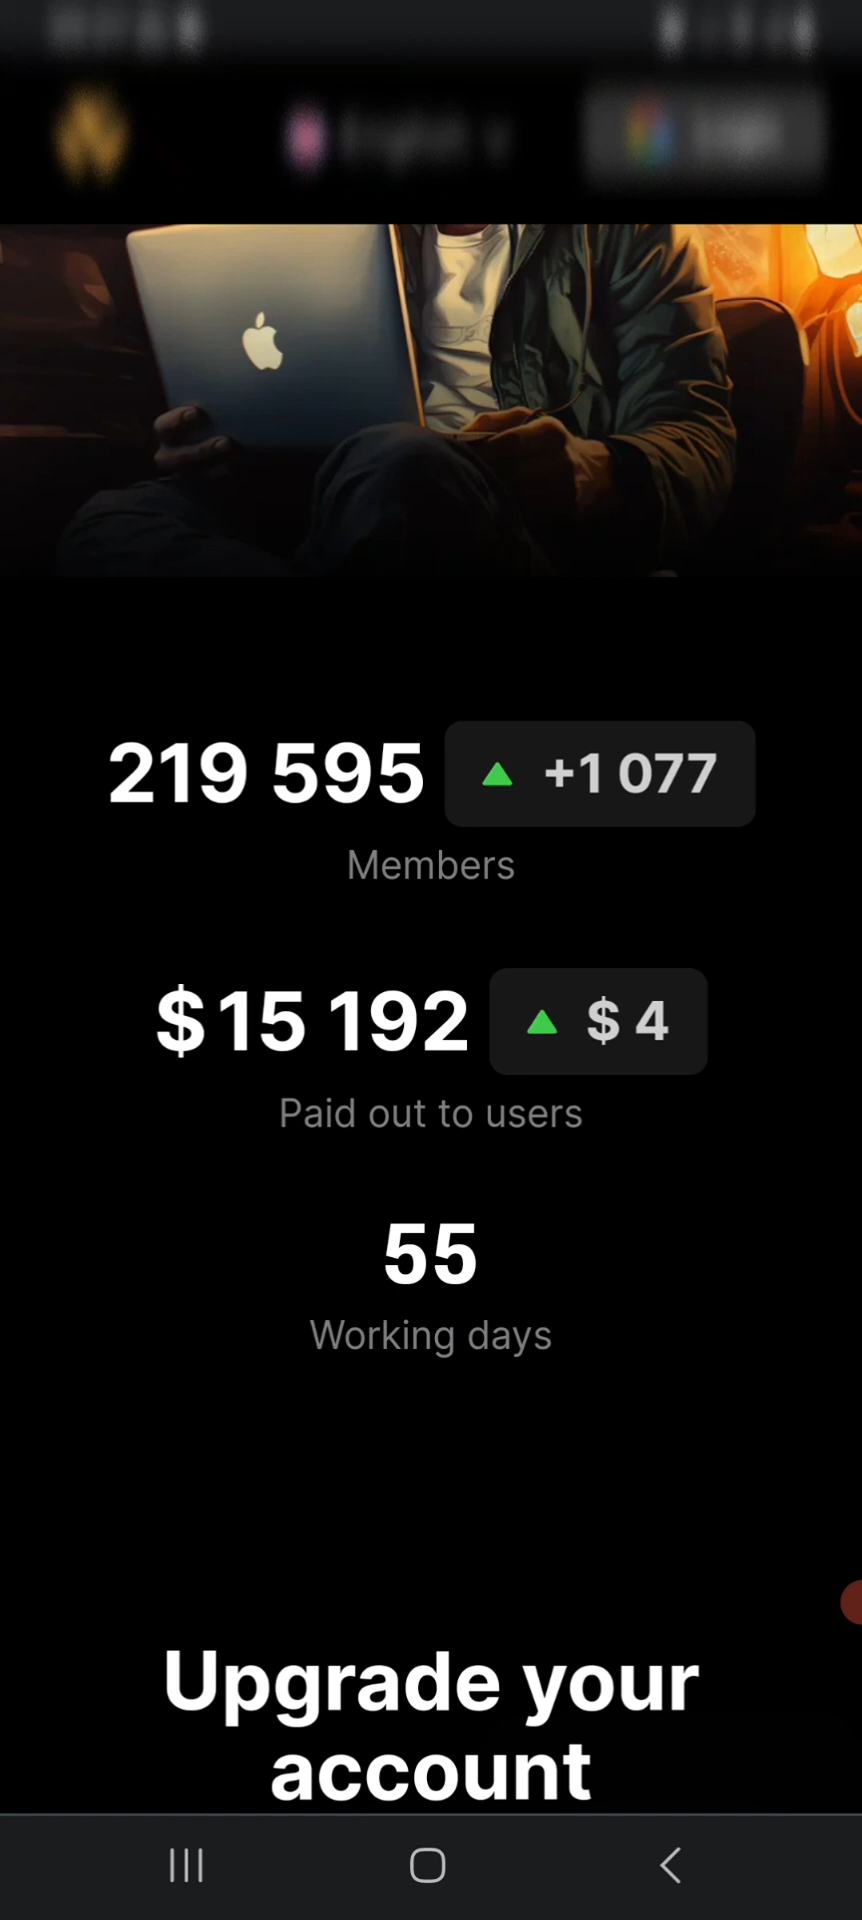 219 595 +1 077
Members
$15 192 $ 4
Paid out to users
55
Working days
Upgrade your
account